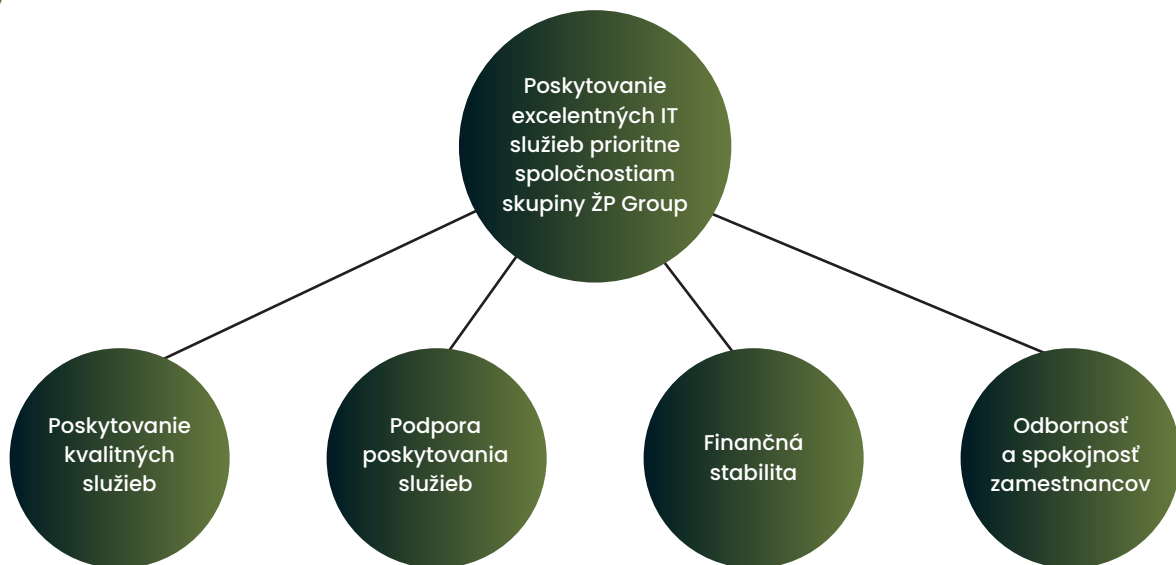 Poskytovanie
excelentných IT
služieb prioritne
spoločnostiam
skupiny ŽP Group
Poskytovanie
kvalitných
služieb
Podpora
poskytovania
služieb
Finančná
stabilita
Odbornosť
a spokojnosť
zamestnancov